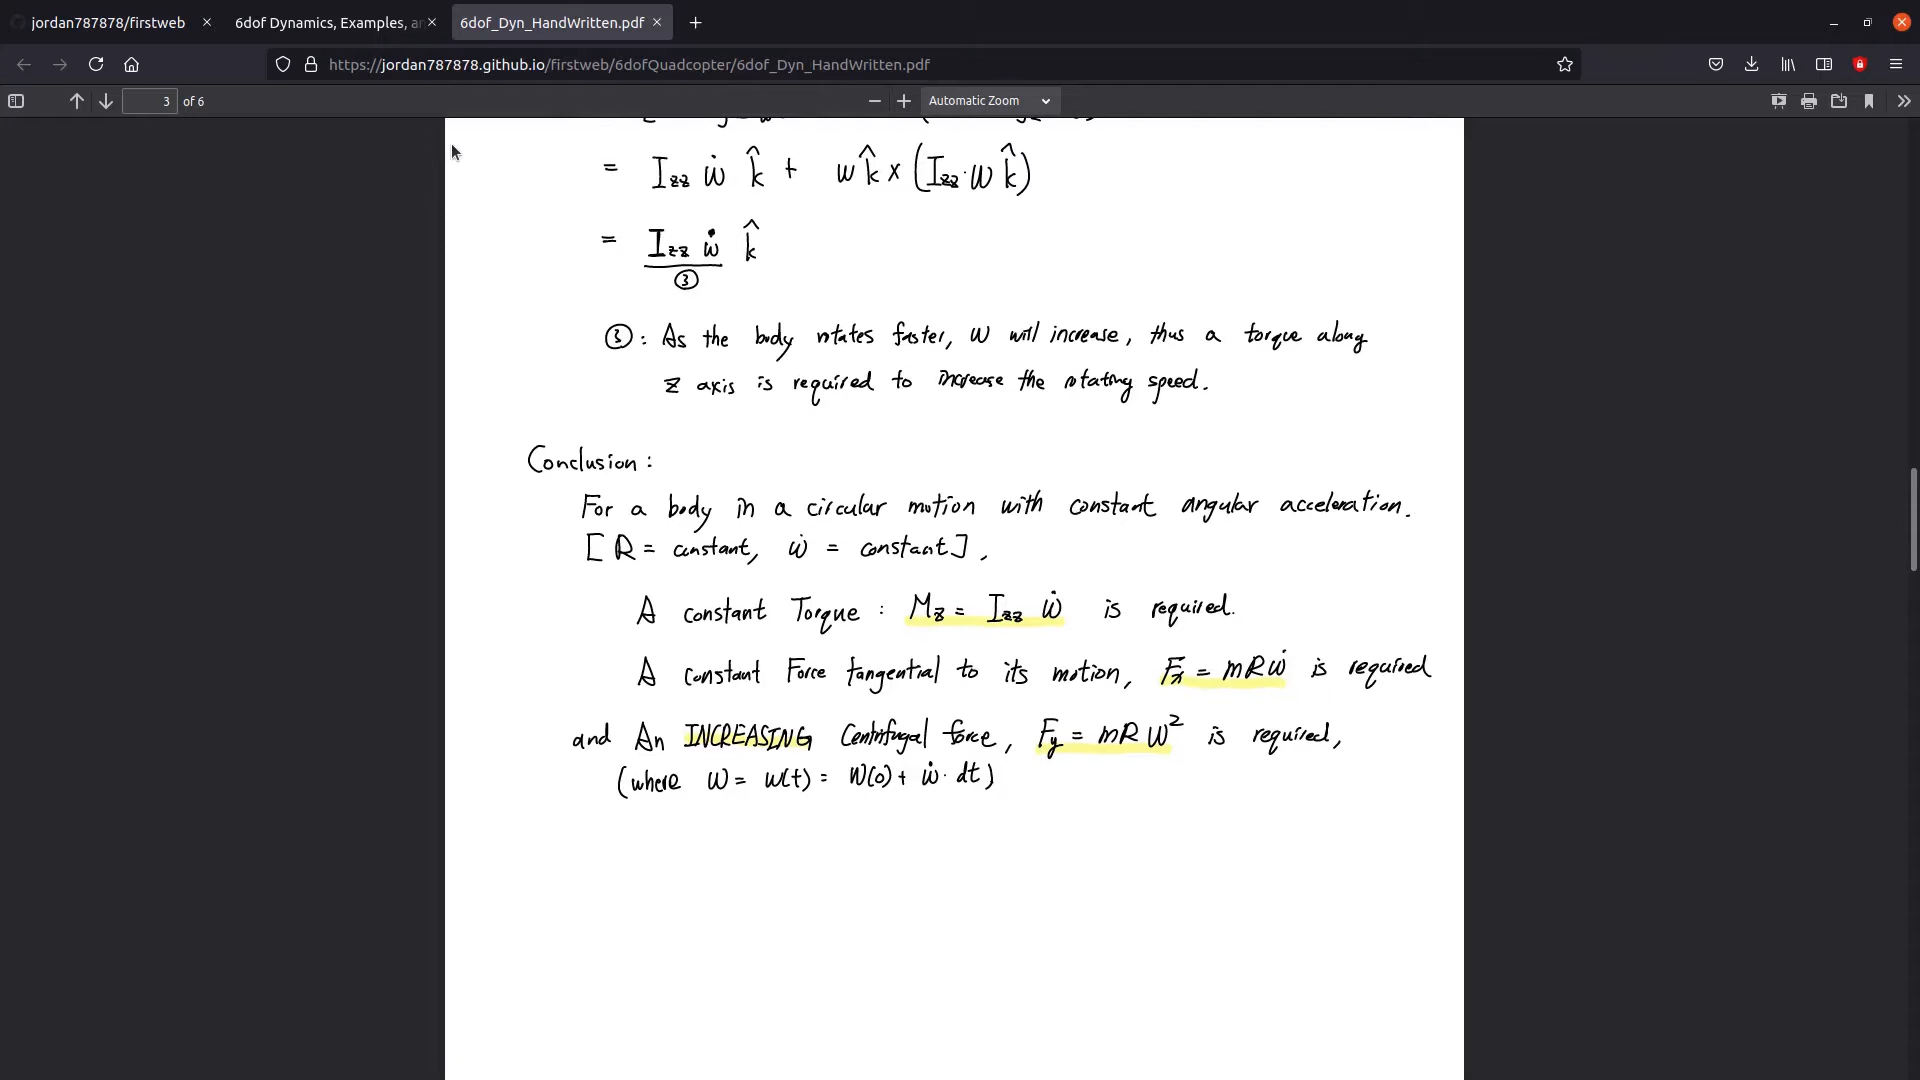 jordan787878/firstweb
6dof Dynamics, Examples, a
6dof_Dyn_HandWritten.pdf
https://jordan787878.github.io/firstweb/6dofQuadcopter/6dof_Dyn_HandWritten.pdf
3 of 6
Automatic Zoom
= Izz ẇ k̂ + w k̂ × (Izz · w k̂)
= Izz ẇ k̂
③
③ : As the body rotates faster, w will increase, thus a torque along
z axis is required to increase the rotating speed.
Conclusion :
For a body in a circular motion with constant angular acceleration.
[ R = constant, ẇ = constant ] ,
A constant Torque : Mz = Izz ẇ is required.
A constant Force tangential to its motion, Fx = mRẇ is required
and An INCREASING Centrifugal force, Fy = mR w² is required,
(where w = w(t) = w(0) + ẇ · dt)